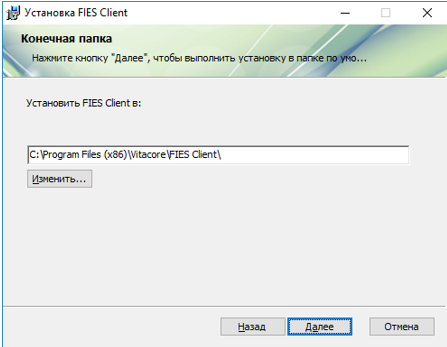 Установка FIES Client
Конечная папка
Нажмите кнопку "Далее", чтобы выполнить установку в папке по умо...
Установить FIES Client в:
C:\Program Files (x86)\Vitacore\FIES Client\
Изменить...
Назад
Далее
Отмена